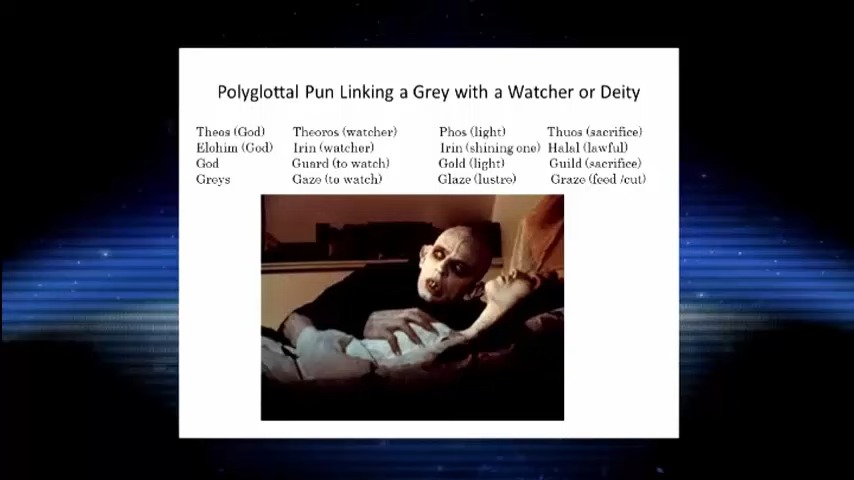 Polyglottal Pun Linking a Grey with a Watcher or Deity
Theos (God) Theoros (watcher) Phos (light) Thuos (sacrifice)
Elohim (God) Irin (watcher) Irin (shining one) Halal (lawful)
God Guard (to watch) Gold (light) Guild (sacrifice)
Greys Gaze (to watch) Glaze (lustre) Graze (feed /cut)